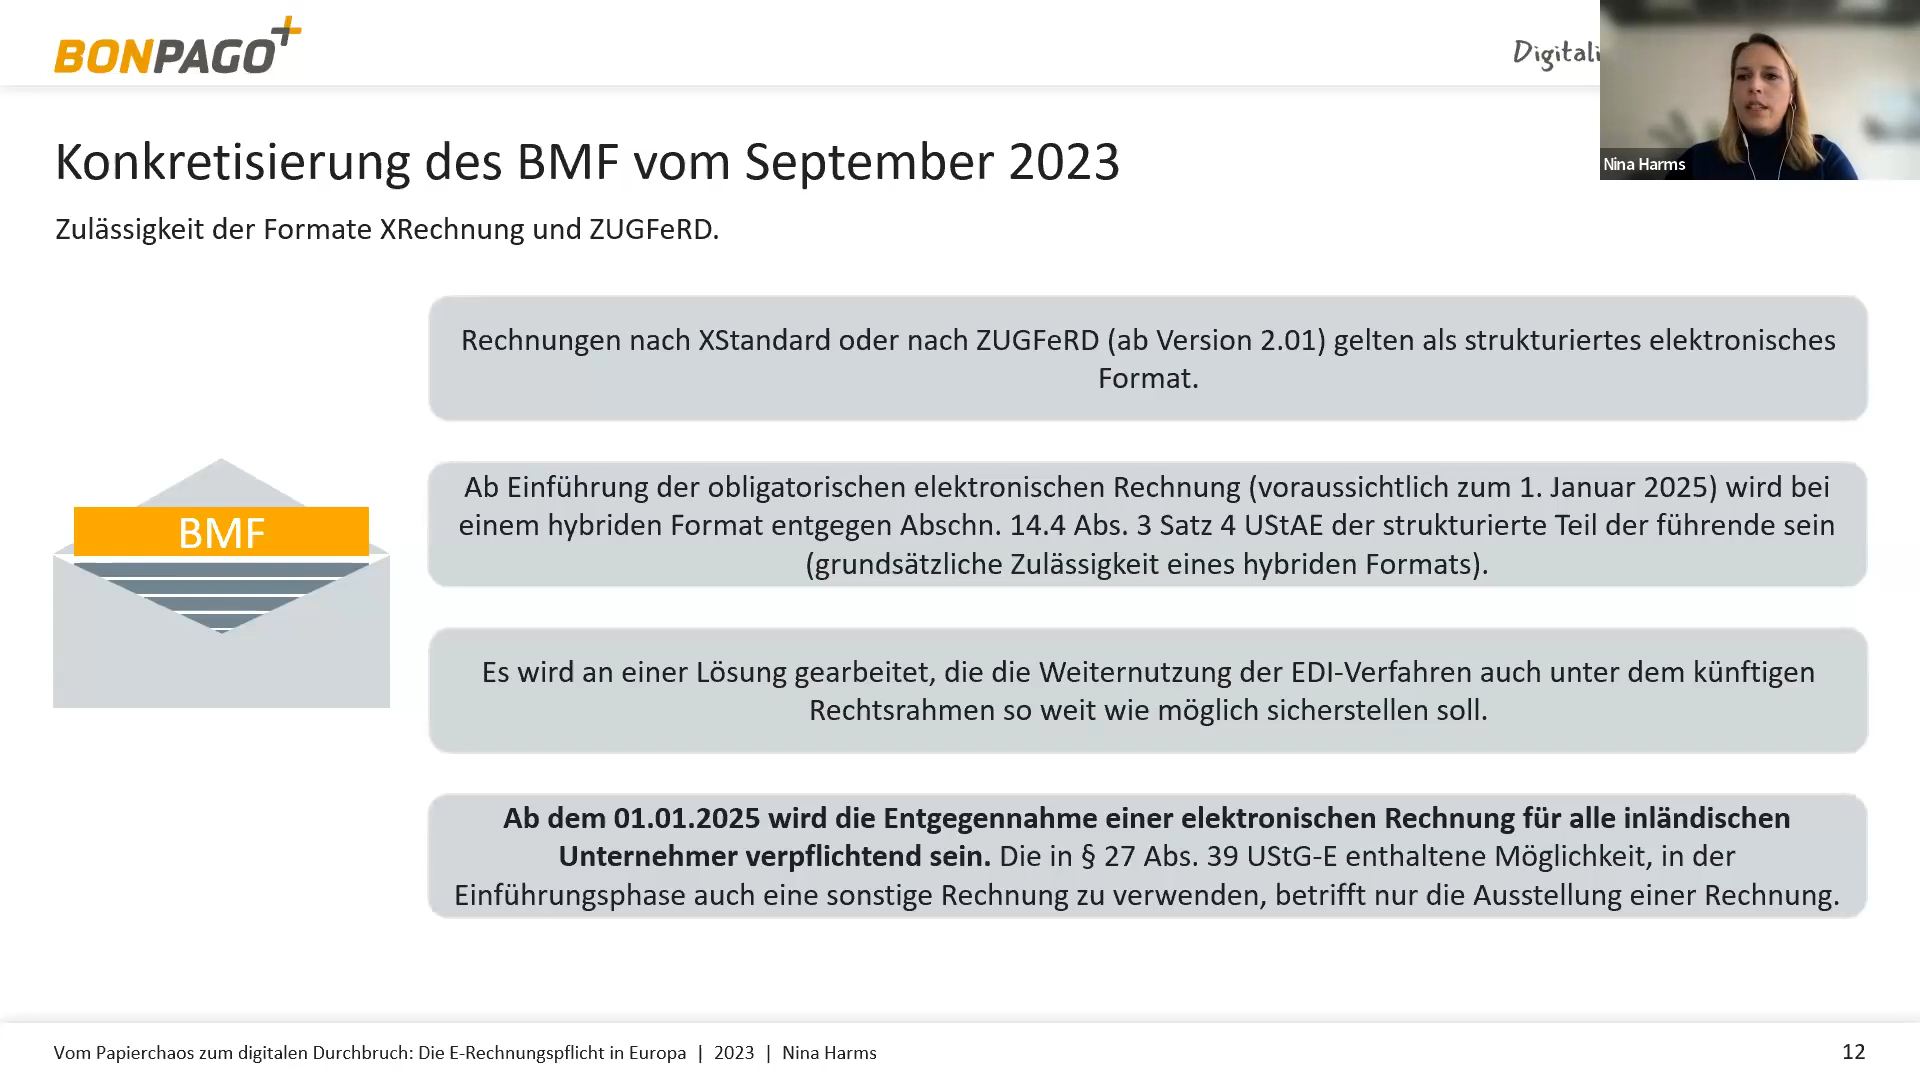 BONPAGO+
Digitali
Nina Harms
Konkretisierung des BMF vom September 2023
Zulässigkeit der Formate XRechnung und ZUGFeRD.
Rechnungen nach XStandard oder nach ZUGFeRD (ab Version 2.01) gelten als strukturiertes elektronisches
Format.
Ab Einführung der obligatorischen elektronischen Rechnung (voraussichtlich zum 1. Januar 2025) wird bei
einem hybriden Format entgegen Abschn. 14.4 Abs. 3 Satz 4 UStAE der strukturierte Teil der führende sein
(grundsätzliche Zulässigkeit eines hybriden Formats).
BMF
Es wird an einer Lösung gearbeitet, die die Weiternutzung der EDI-Verfahren auch unter dem künftigen
Rechtsrahmen so weit wie möglich sicherstellen soll.
Ab dem 01.01.2025 wird die Entgegennahme einer elektronischen Rechnung für alle inländischen
Unternehmer verpflichtend sein. Die in § 27 Abs. 39 UStG-E enthaltene Möglichkeit, in der
Einführungsphase auch eine sonstige Rechnung zu verwenden, betrifft nur die Ausstellung einer Rechnung.
Vom Papierchaos zum digitalen Durchbruch: Die E-Rechnungspflicht in Europa | 2023 | Nina Harms
12